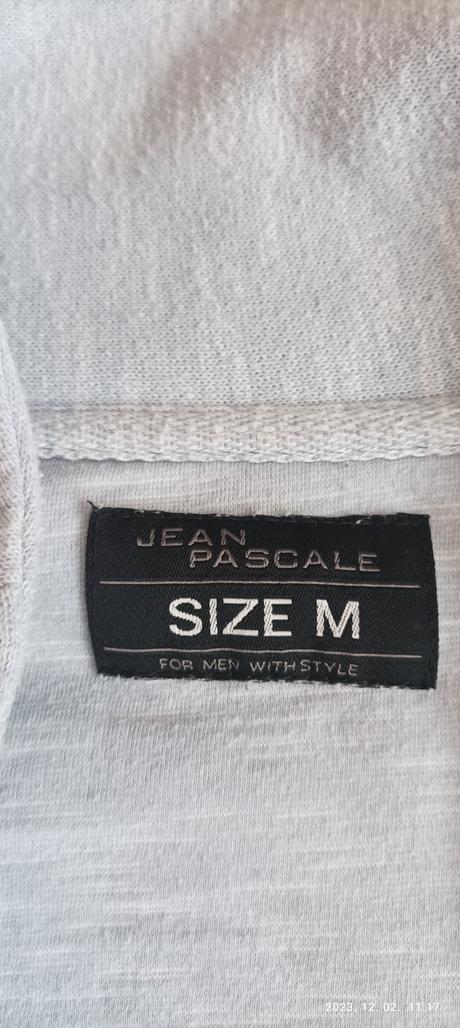 JEAN
PASCALE
SIZE M
FOR MEN WITH STYLE
2023. 12. 02. 11:17